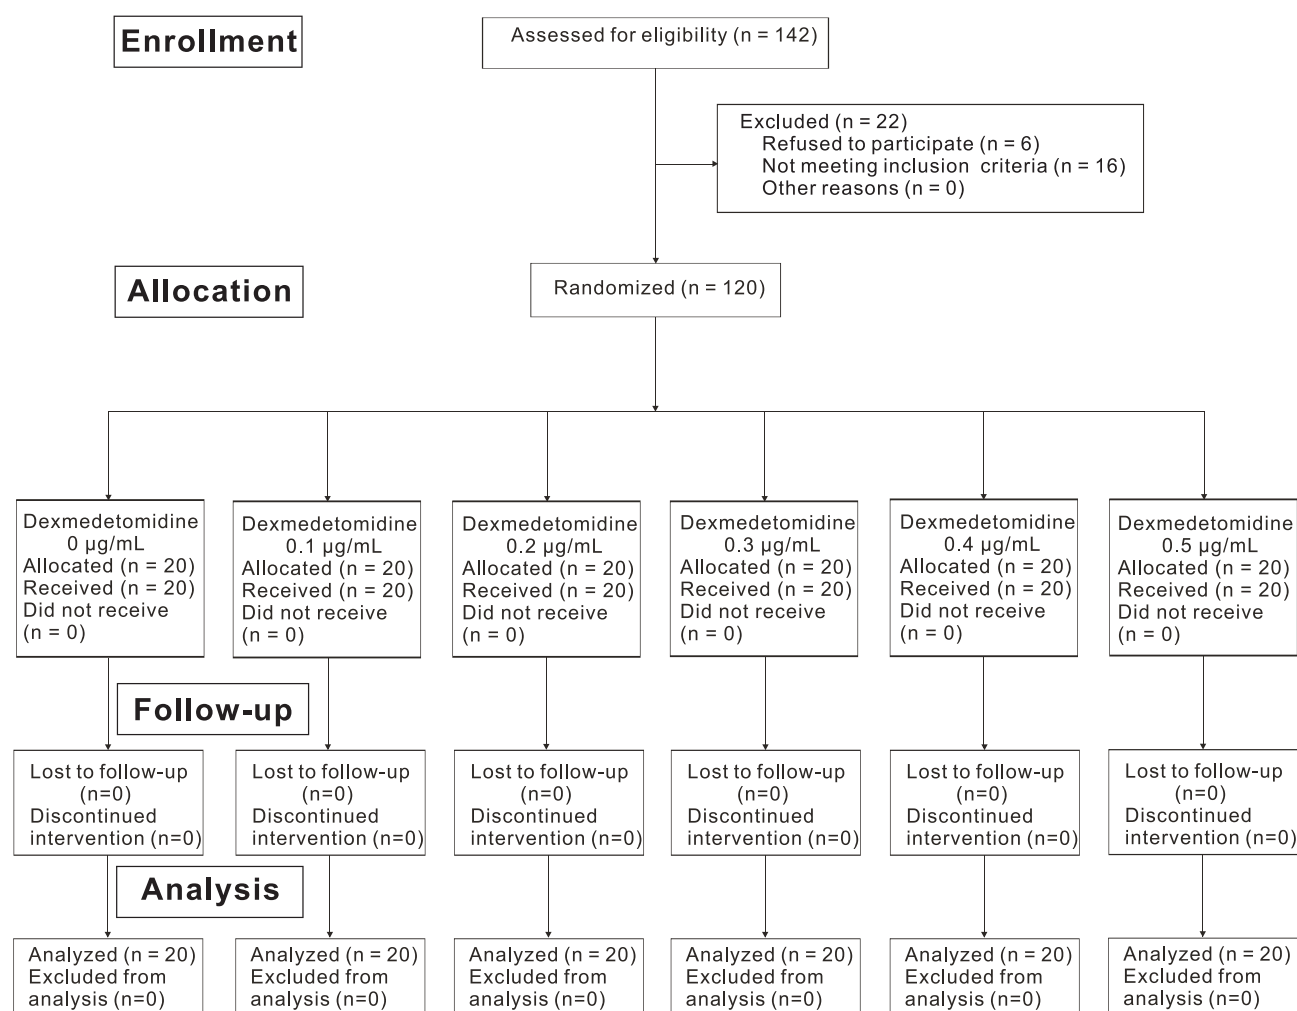 Enrollment
Assessed for eligibility (n = 142)
Excluded (n = 22)
Refused to participate (n = 6)
Not meeting inclusion criteria (n = 16)
Other reasons (n = 0)
Allocation
Randomized (n = 120)
Dexmedetomidine
0 µg/mL
Allocated (n = 20)
Received (n = 20)
Did not receive
(n = 0)
Dexmedetomidine
0.1 µg/mL
Allocated (n = 20)
Received (n = 20)
Did not receive
(n = 0)
Dexmedetomidine
0.2 µg/mL
Allocated (n = 20)
Received (n = 20)
Did not receive
(n = 0)
Dexmedetomidine
0.3 µg/mL
Allocated (n = 20)
Received (n = 20)
Did not receive
(n = 0)
Dexmedetomidine
0.4 µg/mL
Allocated (n = 20)
Received (n = 20)
Did not receive
(n = 0)
Dexmedetomidine
0.5 µg/mL
Allocated (n = 20)
Received (n = 20)
Did not receive
(n = 0)
Follow-up
Lost to follow-up
(n=0)
Discontinued
intervention (n=0)
Lost to follow-up
(n=0)
Discontinued
intervention (n=0)
Lost to follow-up
(n=0)
Discontinued
intervention (n=0)
Lost to follow-up
(n=0)
Discontinued
intervention (n=0)
Lost to follow-up
(n=0)
Discontinued
intervention (n=0)
Lost to follow-up
(n=0)
Discontinued
intervention (n=0)
Analysis
Analyzed (n = 20)
Excluded from
analysis (n=0)
Analyzed (n = 20)
Excluded from
analysis (n=0)
Analyzed (n = 20)
Excluded from
analysis (n=0)
Analyzed (n = 20)
Excluded from
analysis (n=0)
Analyzed (n = 20)
Excluded from
analysis (n=0)
Analyzed (n = 20)
Excluded from
analysis (n=0)